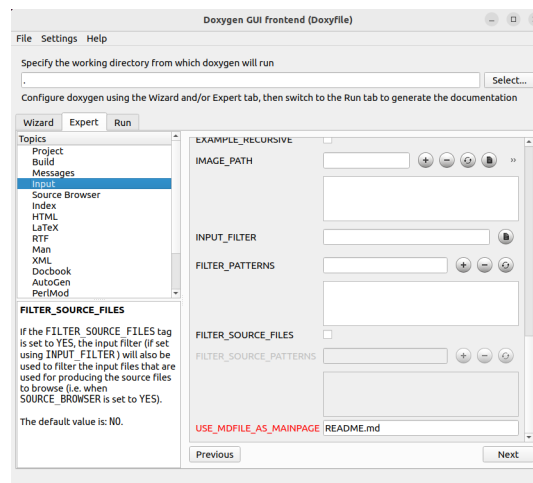 Doxygen GUI frontend (Doxyfile)
File Settings Help
Specify the working directory from which doxygen will run
.
Select...
Configure doxygen using the Wizard and/or Expert tab, then switch to the Run tab to generate the documentation
Wizard Expert Run
Topics
Project
Build
Messages
Input
Source Browser
Index
HTML
LaTeX
RTF
Man
XML
Docbook
AutoGen
PerlMod
FILTER_SOURCE_FILES
If the FILTER_SOURCE_FILES tag
is set to YES, the input filter (if set
using INPUT_FILTER) will also be
used to filter the input files that are
used for producing the source files
to browse (i.e. when
SOURCE_BROWSER is set to YES).
The default value is: NO.
EXAMPLE_RECURSIVE
IMAGE_PATH
INPUT_FILTER
FILTER_PATTERNS
FILTER_SOURCE_FILES
FILTER_SOURCE_PATTERNS
USE_MDFILE_AS_MAINPAGE README.md
Previous
Next